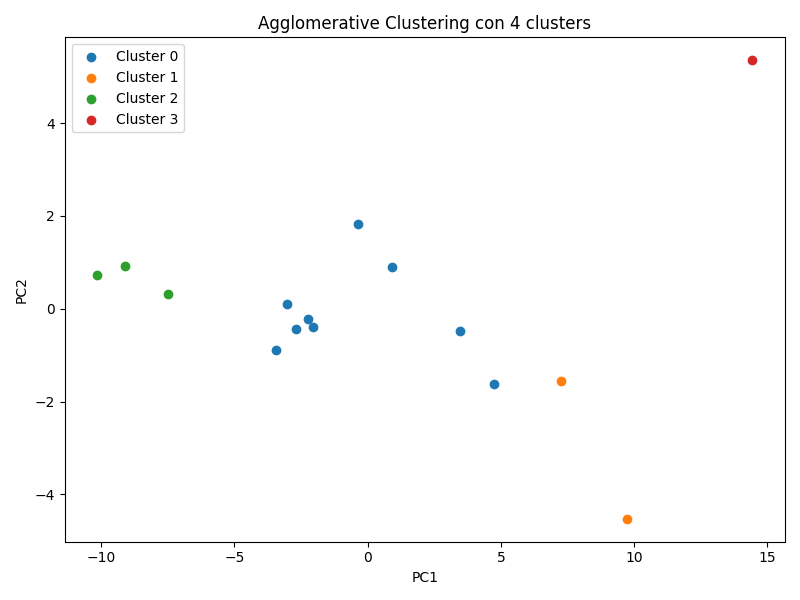 Agglomerative Clustering con 4 clusters
Cluster 0
Cluster 1
Cluster 2
Cluster 3
4
2
0
−2
−4
PC2
−10
−5
0
5
10
15
PC1